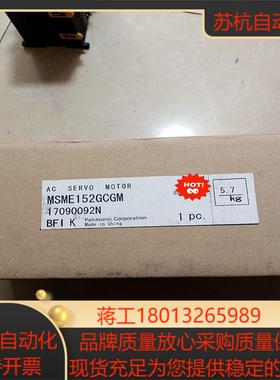 苏杭自动
AC SERVO MOTOR
MSME152GCGM
17090092N
BFI K
Panasonic Corporation
Made in China
HOT!
5.7
kg
1 pc.
蒋工18013265989
自动化
品牌质量放心采购质量保
开票
现货充足为您提供稳定的